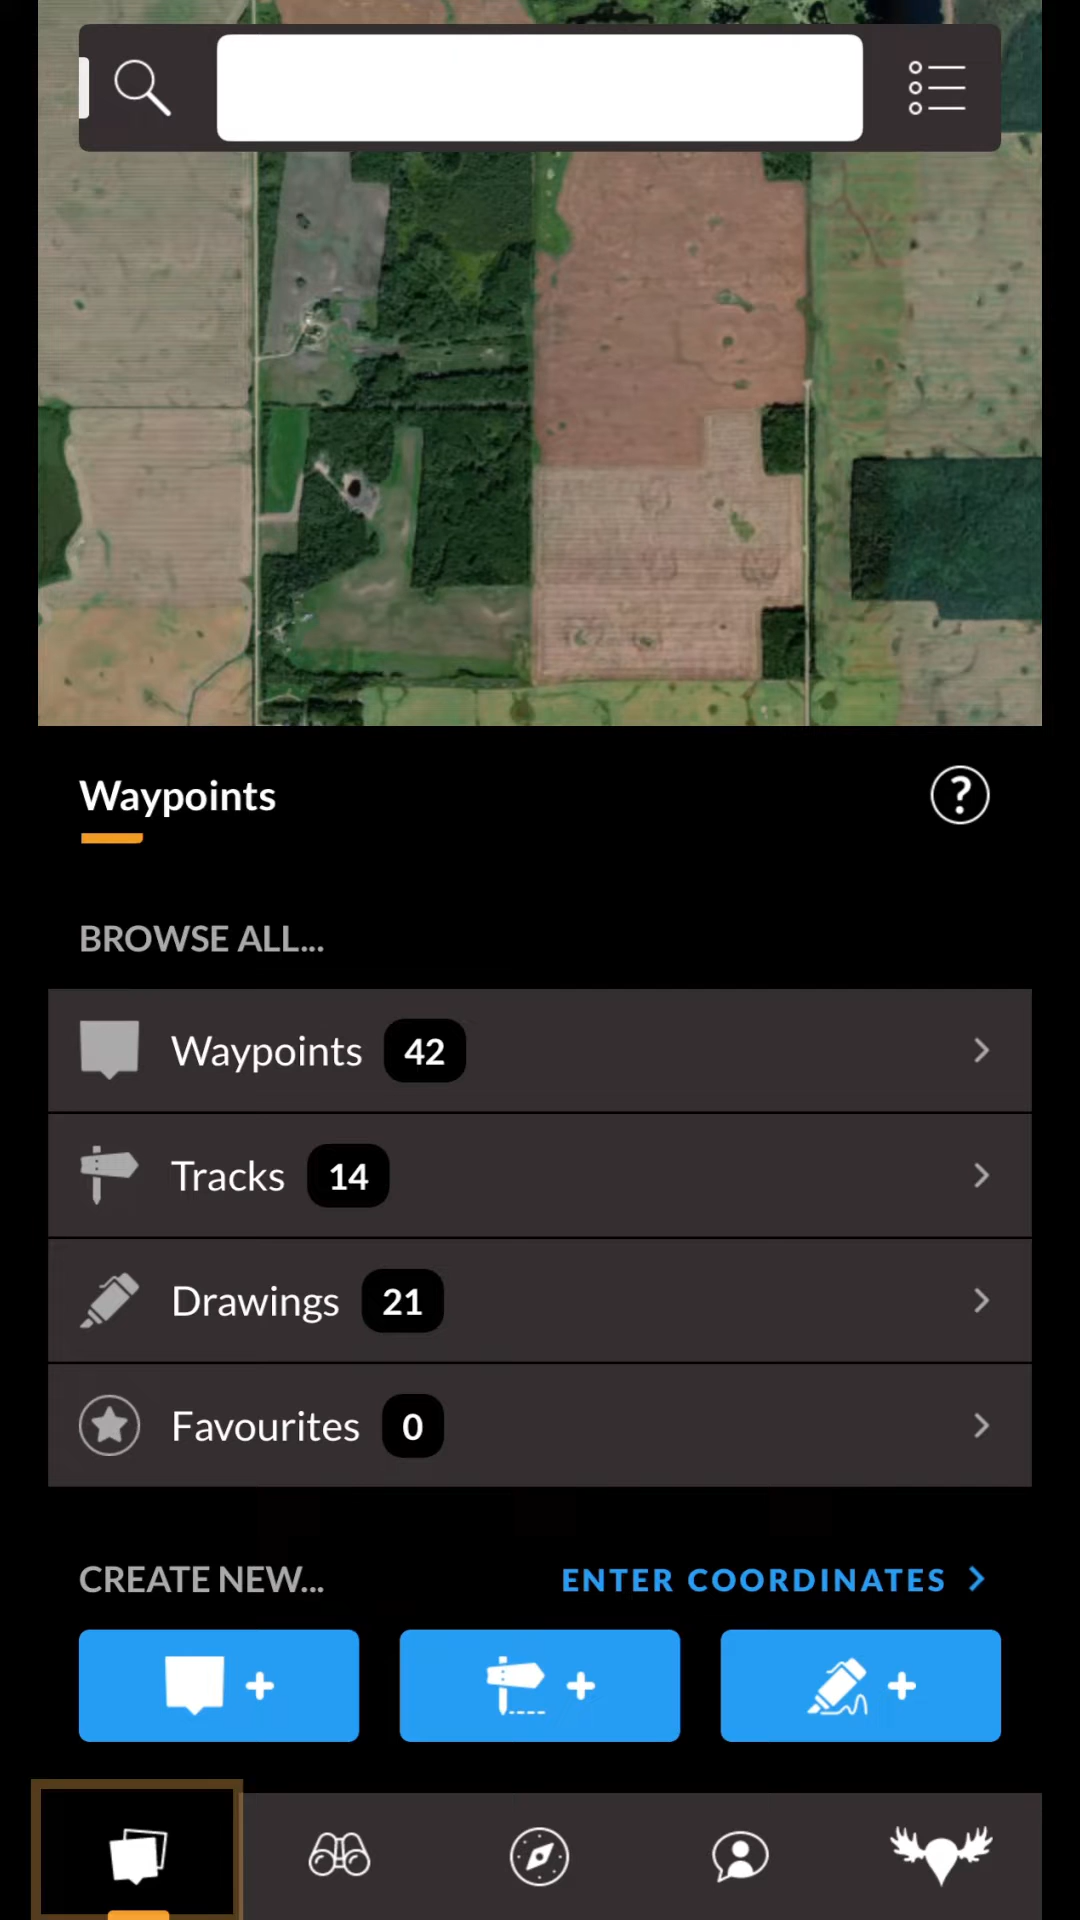 Waypoints
?
BROWSE ALL...
Waypoints 42
Tracks 14
Drawings 21
Favourites 0
CREATE NEW...
ENTER COORDINATES